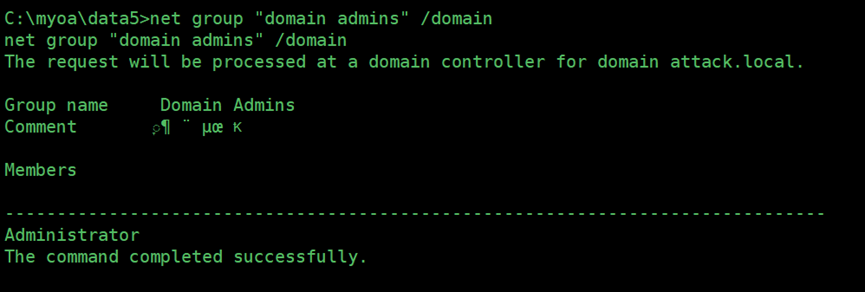 C:\myoa\data5>net group "domain admins" /domain
net group "domain admins" /domain
The request will be processed at a domain controller for domain attack.local.
Group name     Domain Admins
Comment
Members
-------------------------------------------------------------------------------
Administrator
The command completed successfully.